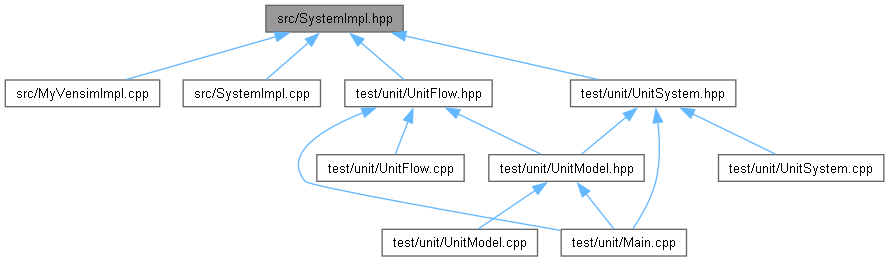 src/SystemImpl.hpp
src/MyVensimImpl.cpp
src/SystemImpl.cpp
test/unit/UnitFlow.hpp
test/unit/UnitSystem.hpp
test/unit/UnitFlow.cpp
test/unit/UnitModel.hpp
test/unit/UnitSystem.cpp
test/unit/UnitModel.cpp
test/unit/Main.cpp